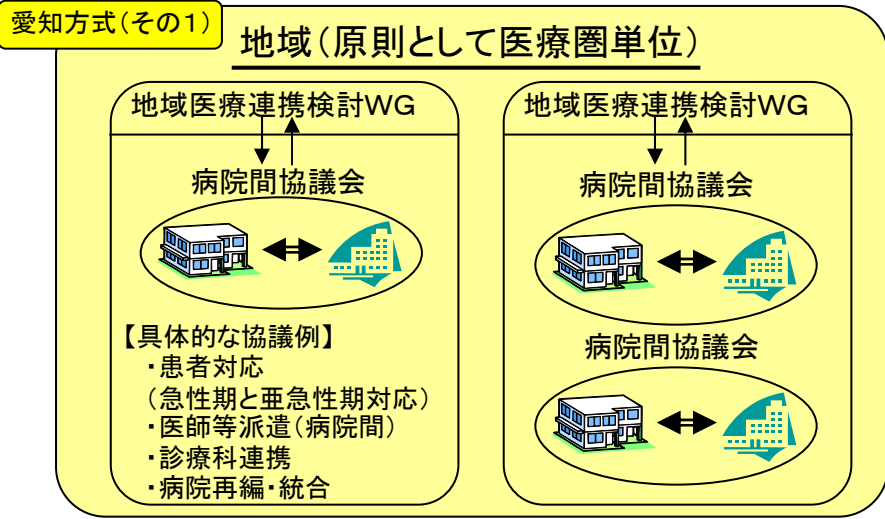 愛知方式(その1)
地域(原則として医療圏単位)
地域医療連携検討WG
病院間協議会
【具体的な協議例】
・患者対応
(急性期と亜急性期対応)
・医師等派遣(病院間)
・診療科連携
・病院再編・統合
地域医療連携検討WG
病院間協議会
病院間協議会